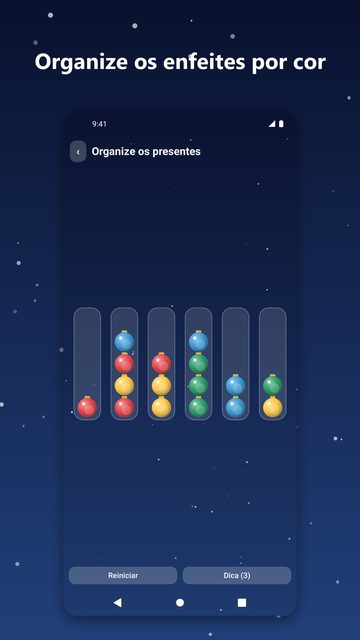 Organize os enfeites por cor
9:41
‹ Organize os presentes
Reiniciar
Dica (3)